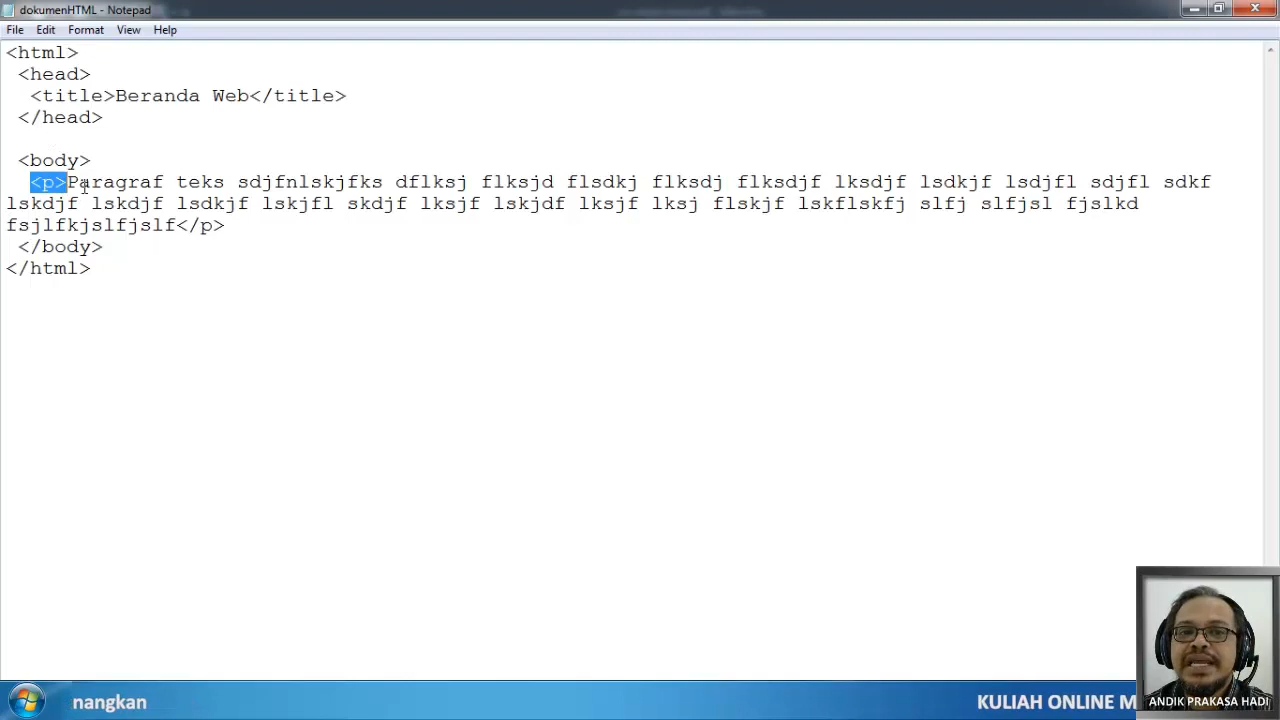 dokumenHTML - Notepad
File Edit Format View Help
<html>
<head>
<title>Beranda Web</title>
</head>
<body>
<p>Paragraf teks sdjfnlskjfks dflksj flksjd flsdkj flksdj flksdjf lksdjf lsdkjf lsdjfl sdjfl sdkf
lskdjf lskdjf lsdkjf lskjfl skdjf lksjf lskjdf lksjf lksj flskjf lskflskfj slfj slfjsl fjslkd
fsjlfkjslfjslf</p>
</body>
</html>
nangkan
KULIAH ONLINE M
ANDIK PRAKASA HADI